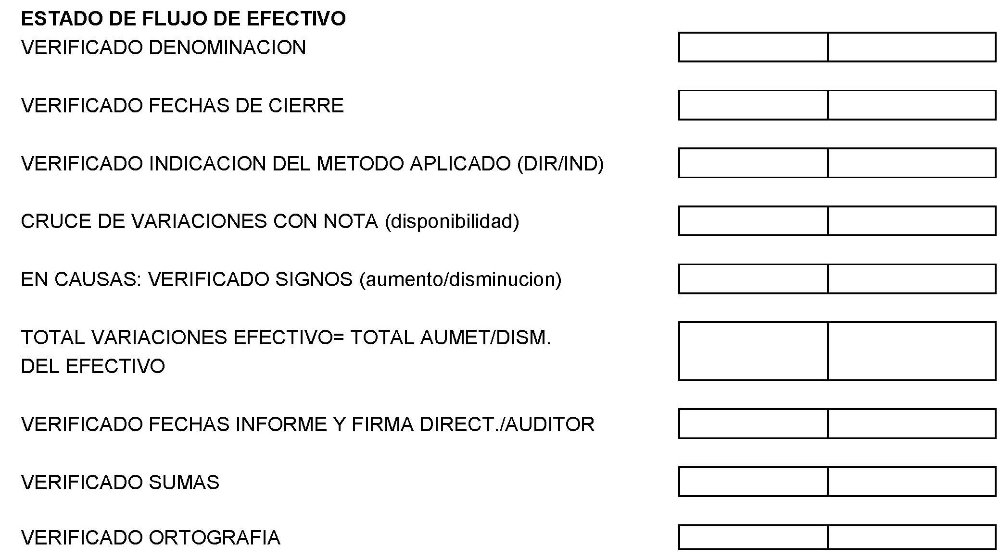 ESTADO DE FLUJO DE EFECTIVO
VERIFICADO DENOMINACION
VERIFICADO FECHAS DE CIERRE
VERIFICADO INDICACION DEL METODO APLICADO (DIR/IND)
CRUCE DE VARIACIONES CON NOTA (disponibilidad)
EN CAUSAS: VERIFICADO SIGNOS (aumento/disminucion)
TOTAL VARIACIONES EFECTIVO= TOTAL AUMET/DISM.
DEL EFECTIVO
VERIFICADO FECHAS INFORME Y FIRMA DIRECT./AUDITOR
VERIFICADO SUMAS
VERIFICADO ORTOGRAFIA